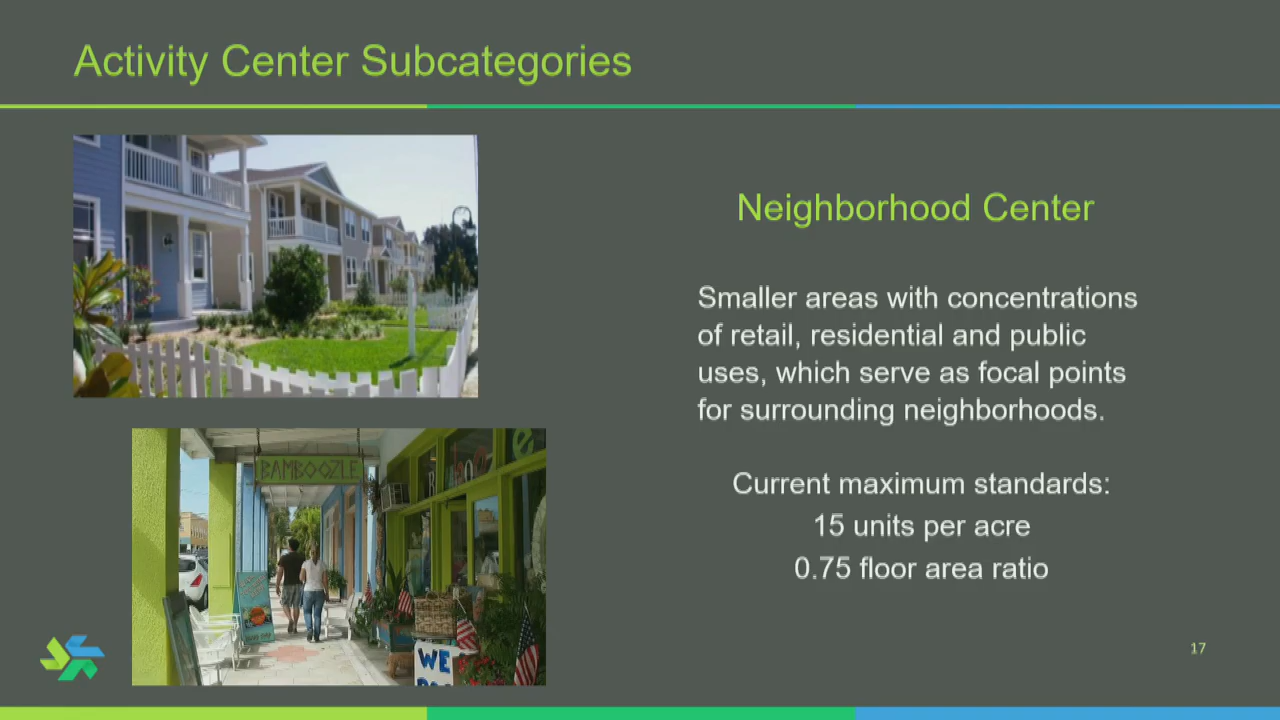 Activity Center Subcategories
Neighborhood Center
Smaller areas with concentrations
of retail, residential and public
uses, which serve as focal points
for surrounding neighborhoods.
Current maximum standards:
15 units per acre
0.75 floor area ratio
BAMBOOZLE
WE
17